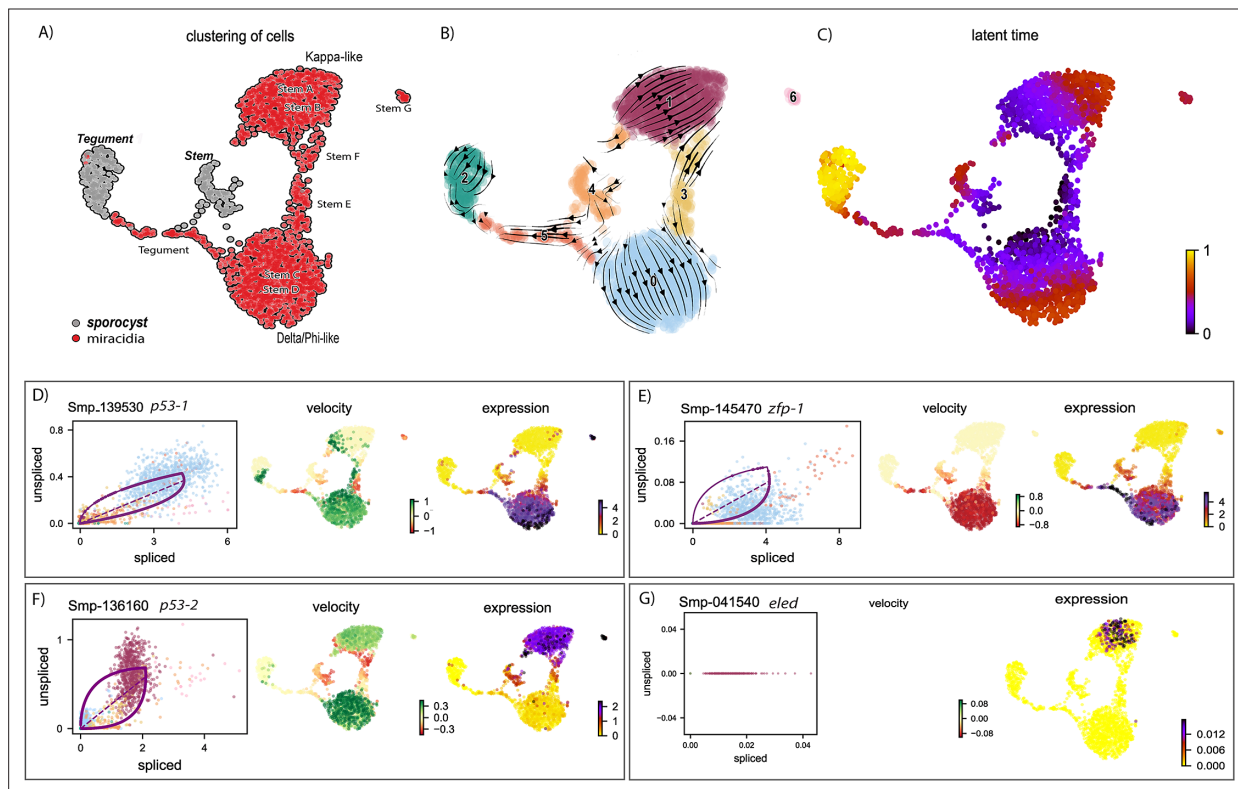 A)
clustering of cells
Kappa-like
Stem A
Stem B
Stem G
Tegument
Stem
Stem F
Stem E
Tegument
Stem C
Stem D
sporocyst
miracidia
Delta/Phi-like
B)
1
6
2
4
3
5
0
C)
latent time
1
0
D)
Smp-139530 p53-1
velocity
expression
unspliced
0.8
0.4
0.0
0
3
6
spliced
1
0
−1
4
2
0
E)
Smp-145470 zfp-1
velocity
expression
unspliced
0.16
0.08
0.00
0
4
8
spliced
0.8
0.0
−0.8
4
2
0
F)
Smp-136160 p53-2
velocity
expression
unspliced
1
0
0
2
4
spliced
0.3
0.0
−0.3
2
1
0
G)
Smp-041540 eled
velocity
expression
unspliced
0.04
0.00
−0.04
0.00
0.02
0.04
spliced
0.08
0.00
−0.08
0.012
0.006
0.000